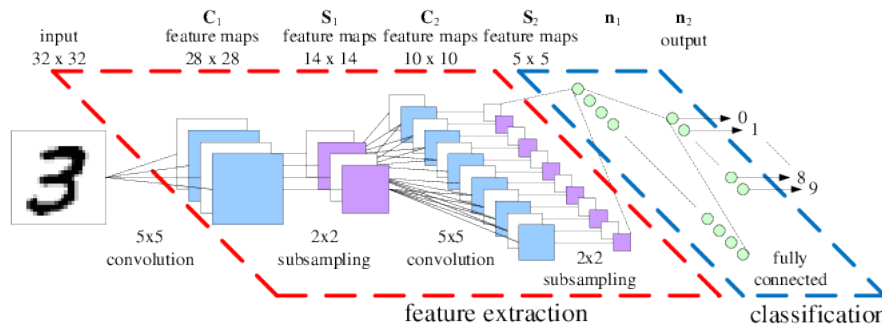 C1 S1 C2 S2 n1 n2
input feature maps feature maps feature maps feature maps output
32 x 32 28 x 28 14 x 14 10 x 10 5 x 5
0
1
8
9
5x5 2x2 5x5 2x2 fully
convolution subsampling convolution subsampling connected
feature extraction classification